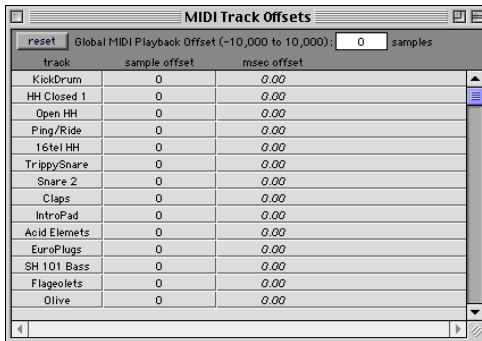 MIDI Track Offsets
reset Global MIDI Playback Offset (-10,000 to 10,000): 0 samples
track sample offset msec offset
KickDrum 0 0.00
HH Closed 1 0 0.00
Open HH 0 0.00
Ping/Ride 0 0.00
16tel HH 0 0.00
TrippySnare 0 0.00
Snare 2 0 0.00
Claps 0 0.00
IntroPad 0 0.00
Acid Elemets 0 0.00
EuroPlugs 0 0.00
SH 101 Bass 0 0.00
Flageolets 0 0.00
Olive 0 0.00